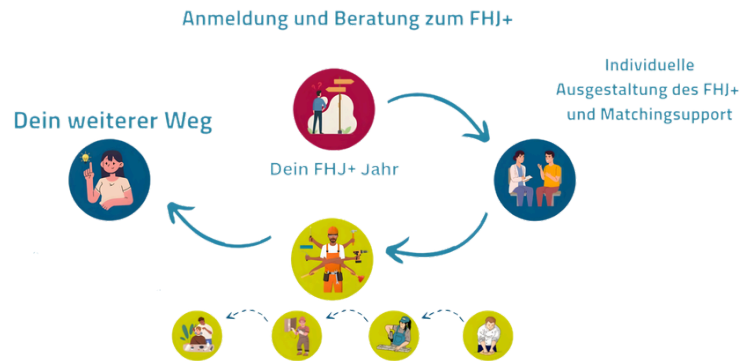 Anmeldung und Beratung zum FHJ+
Individuelle
Ausgestaltung des FHJ+
und Matchingsupport
Dein weiterer Weg
Dein FHJ+ Jahr